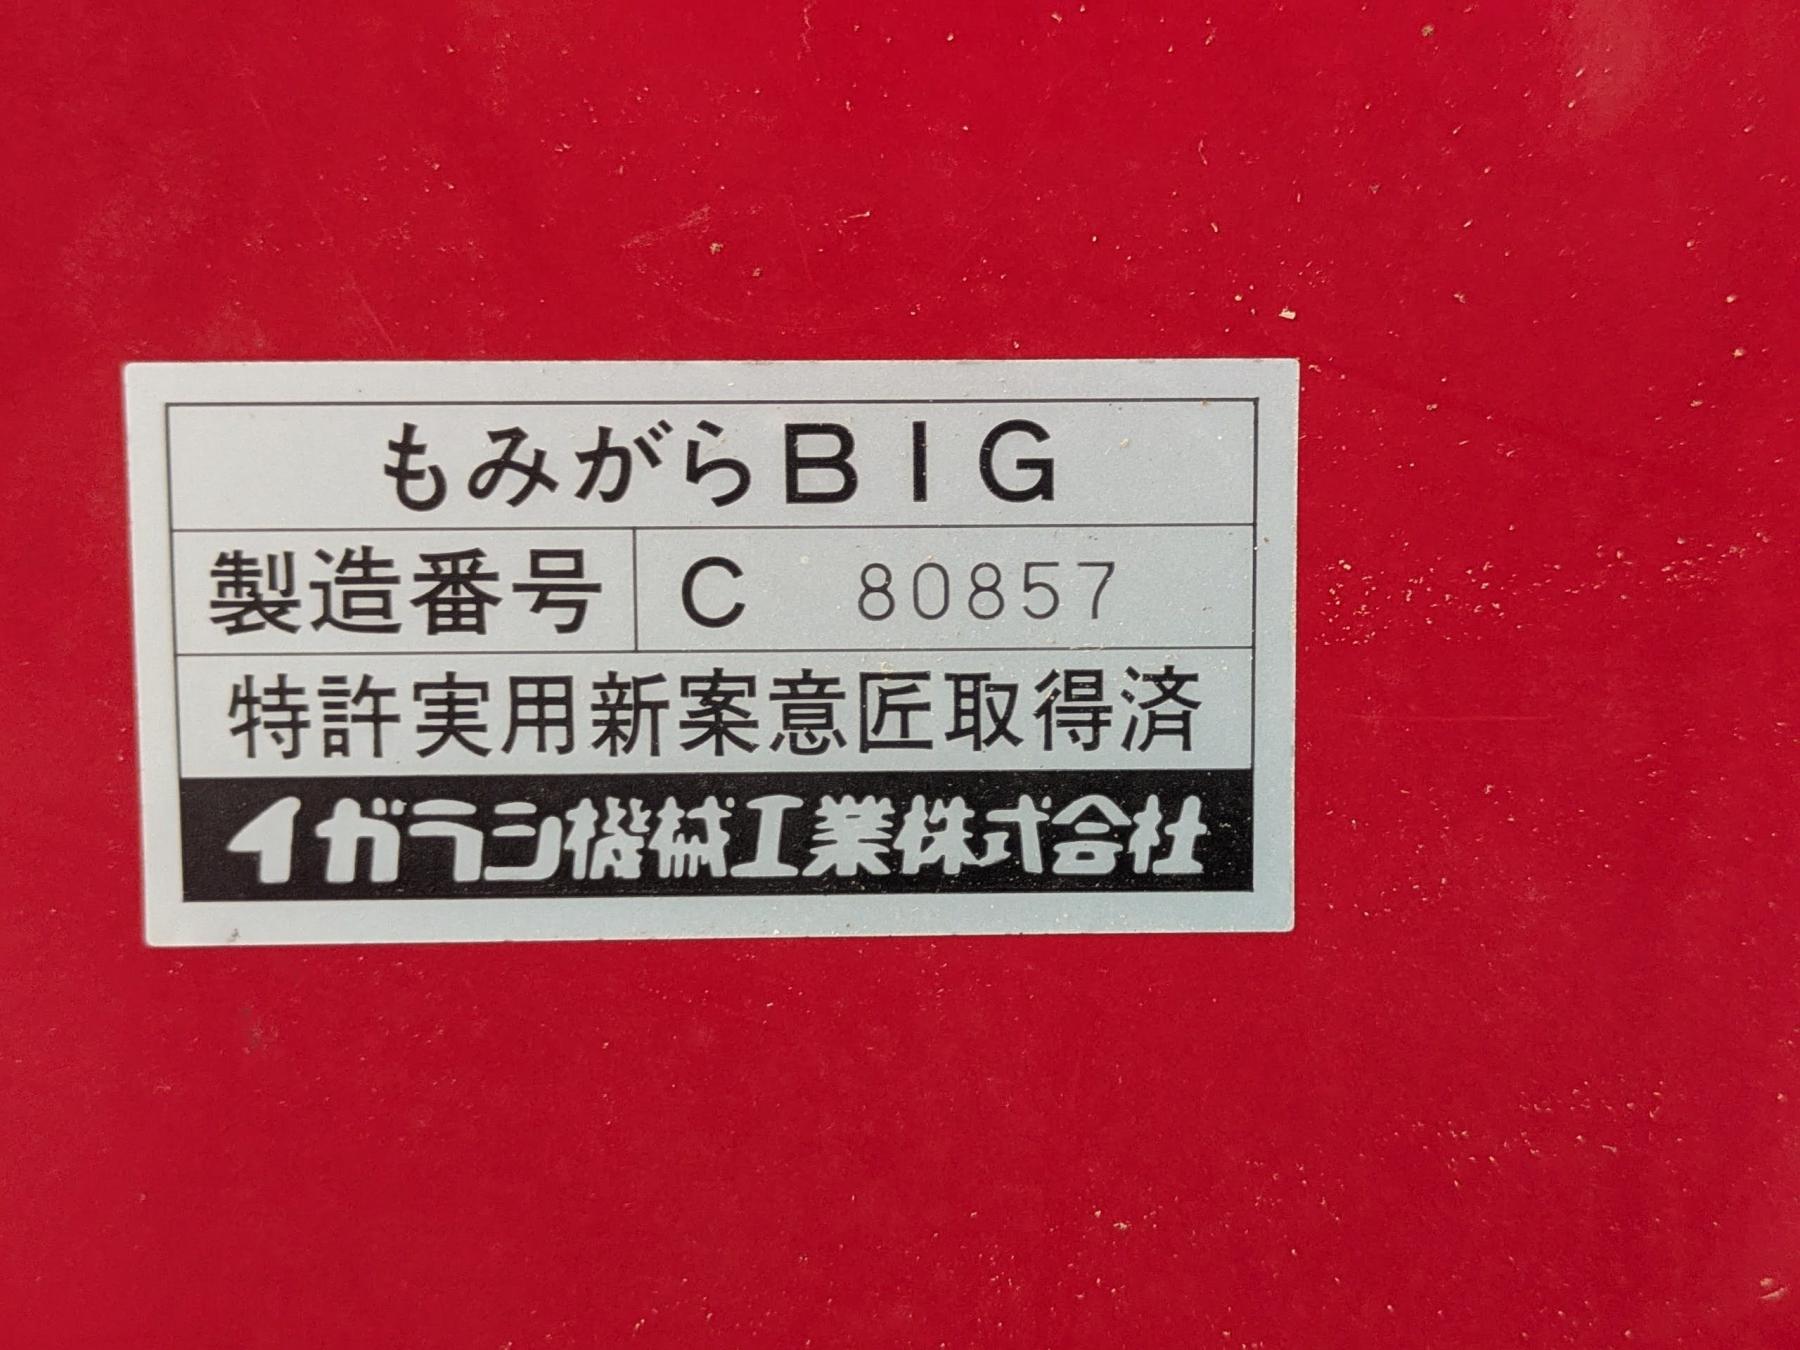 もみがらBIG
製造番号 C 80857
特許実用新案意匠取得済
イガラシ機械工業株式会社